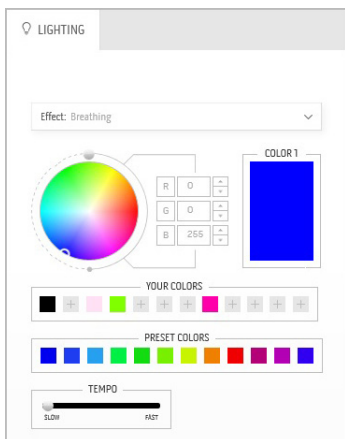 LIGHTING
Effect: Breathing
COLOR 1
R 0
G 0
B 255
YOUR COLORS
PRESET COLORS
TEMPO
SLOW FAST